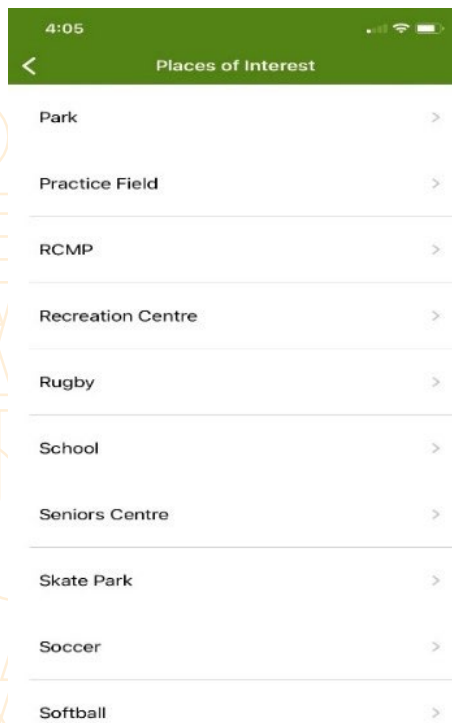 4:05
Places of Interest
Park
Practice Field
RCMP
Recreation Centre
Rugby
School
Seniors Centre
Skate Park
Soccer
Softball